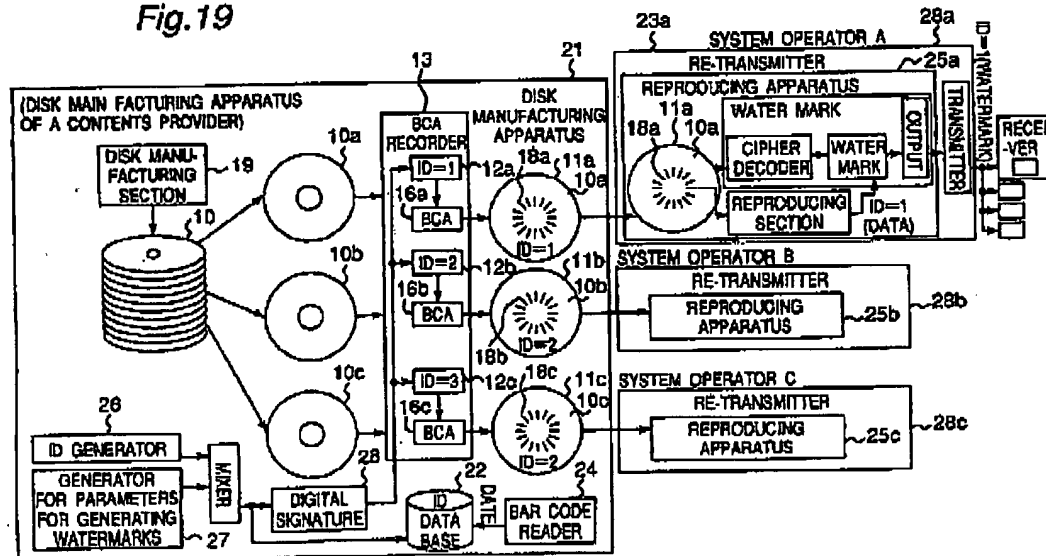 Fig.19
21
(DISK MAIN FACTURING APPARATUS
OF A CONTENTS PROVIDER)
DISK MANU-
FACTURING
SECTION
19
10
10a
10b
10c
13
BCA
RECORDER
ID=1
12a
16a
BCA
ID=2
12b
16b
BCA
ID=3
12c
16c
BCA
DISK
MANUFACTURING
APPARATUS
18a
11a
10a
ID=1
11b
10b
18b
ID=2
18c
11c
10c
ID=2
26
ID GENERATOR
GENERATOR
FOR PARAMETERS
FOR GENERATING
WATERMARKS
27
MIXER
28
DIGITAL
SIGNATURE
22
ID
DATA
BASE
DATE
24
BAR CODE
READER
23a
28a
SYSTEM OPERATOR A
RE-TRANSMITTER
25a
REPRODUCING APPARATUS
11a
18a
10a
WATER MARK
CIPHER
DECODER
WATER
MARK
OUTPUT
REPRODUCING
SECTION
ID=1
(DATA)
TRANSMITTER
ID=1(WATERMARK)
RECEI
-VER
SYSTEM OPERATOR B
RE-TRANSMITTER
REPRODUCING
APPARATUS
25b
28b
SYSTEM OPERATOR C
RE-TRANSMITTER
REPRODUCING
APPARATUS
25c
28c